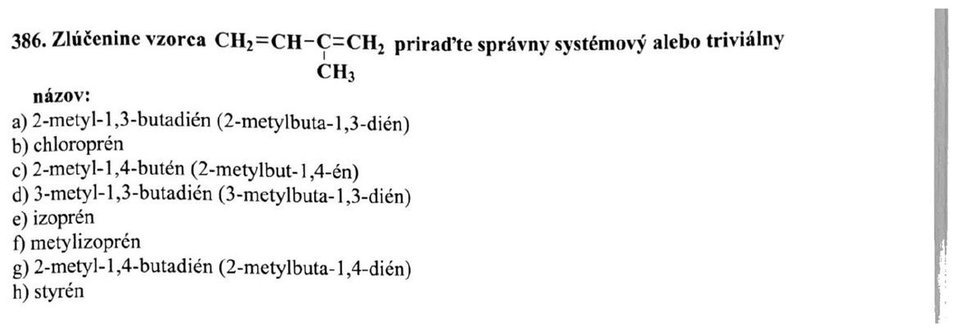 386. Zlúčenine vzorca CH₂=CH–C=CH₂ priraďte správny systémový alebo triviálny
CH₃
názov:
a) 2-metyl-1,3-butadién (2-metylbuta-1,3-dién)
b) chloroprén
c) 2-metyl-1,4-butén (2-metylbut-1,4-én)
d) 3-metyl-1,3-butadién (3-metylbuta-1,3-dién)
e) izoprén
f) metylizoprén
g) 2-metyl-1,4-butadién (2-metylbuta-1,4-dién)
h) styrén